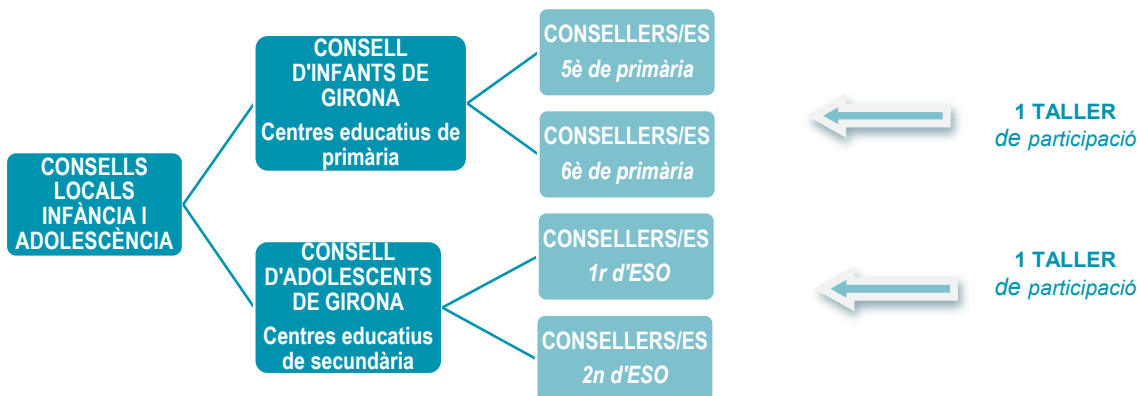 CONSELLS
LOCALS
INFÀNCIA I
ADOLESCÈNCIA
CONSELL
D'INFANTS DE
GIRONA
Centres educatius de
primària
CONSELLERS/ES
5è de primària
CONSELLERS/ES
6è de primària
1 TALLER
de participació
CONSELL
D'ADOLESCENTS
DE GIRONA
Centres educatius
de secundària
CONSELLERS/ES
1r d'ESO
CONSELLERS/ES
2n d'ESO
1 TALLER
de participació